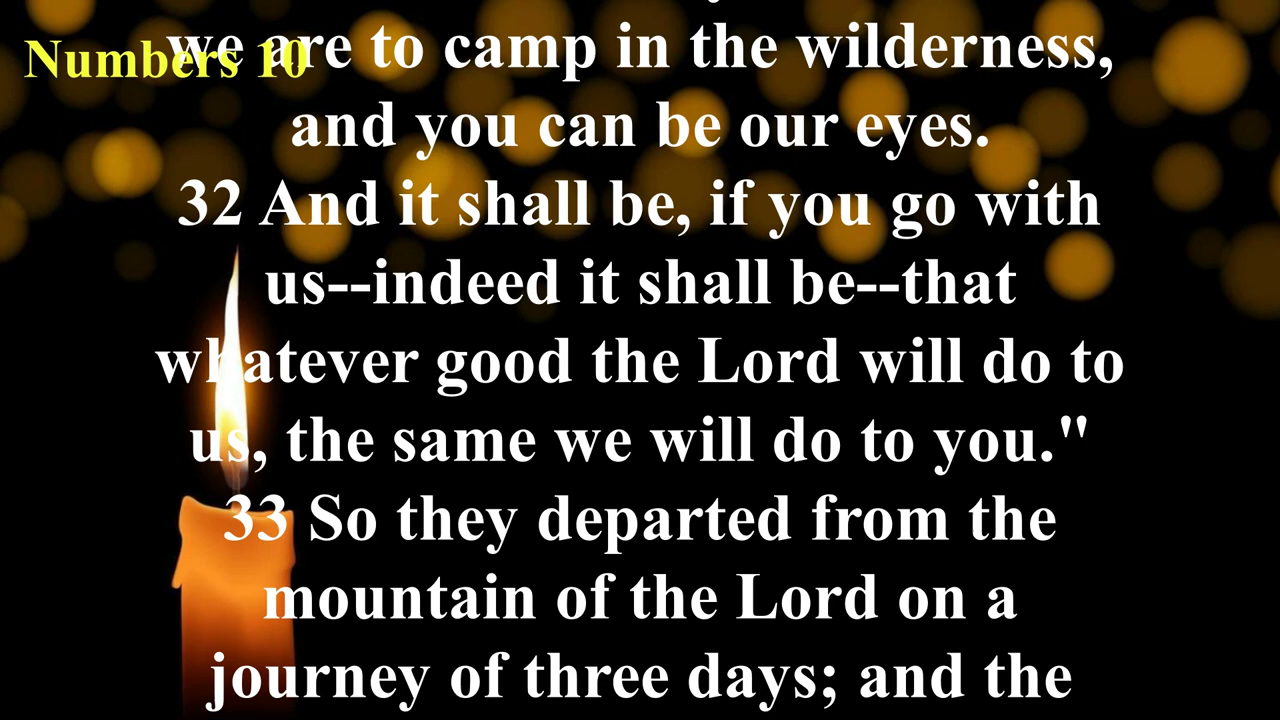 Numbers 10
we are to camp in the wilderness,
and you can be our eyes.
32 And it shall be, if you go with
us--indeed it shall be--that
whatever good the Lord will do to
us, the same we will do to you."
33 So they departed from the
mountain of the Lord on a
journey of three days; and the